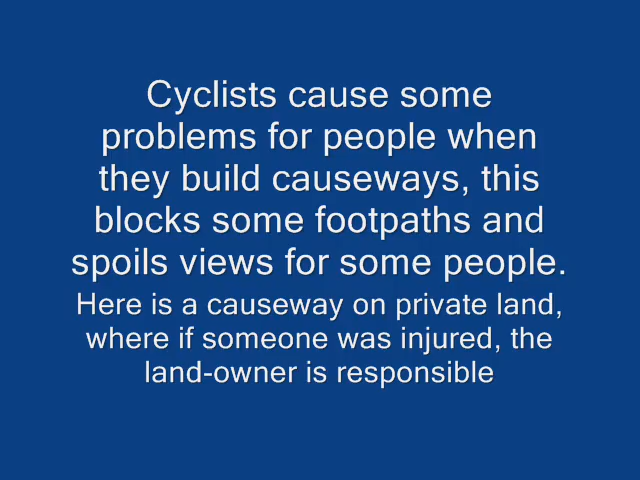 Cyclists cause some
problems for people when
they build causeways, this
blocks some footpaths and
spoils views for some people.
Here is a causeway on private land,
where if someone was injured, the
land-owner is responsible